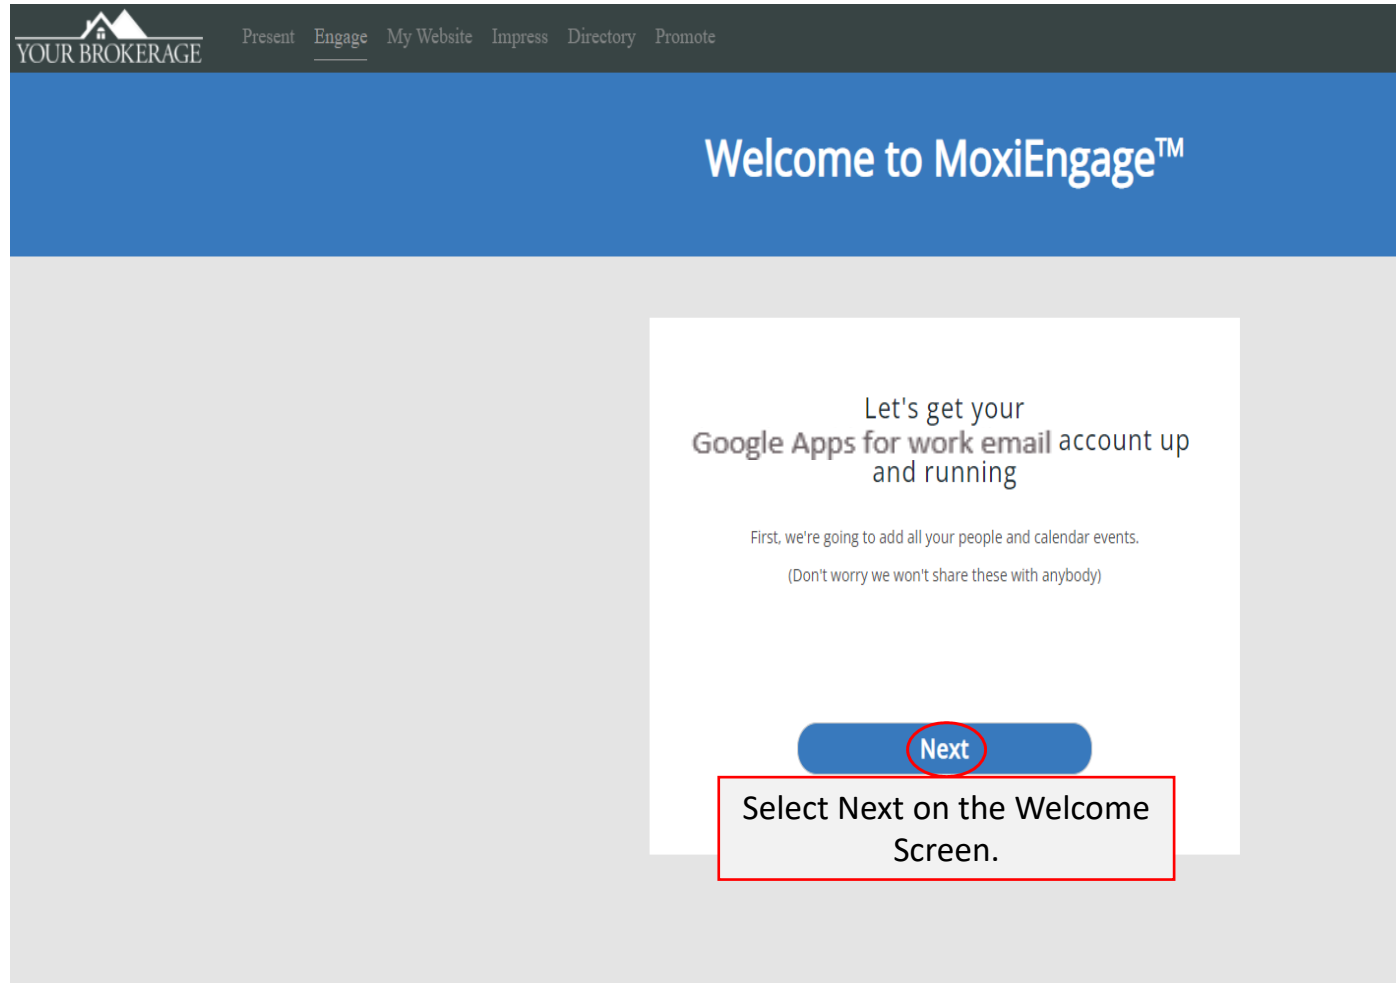 YOUR BROKERAGE
Present Engage My Website Impress Directory Promote
Welcome to MoxiEngage™
Let's get your
Google Apps for work email account up
and running
First, we're going to add all your people and calendar events.
(Don't worry we won't share these with anybody)
Next
Select Next on the Welcome
Screen.